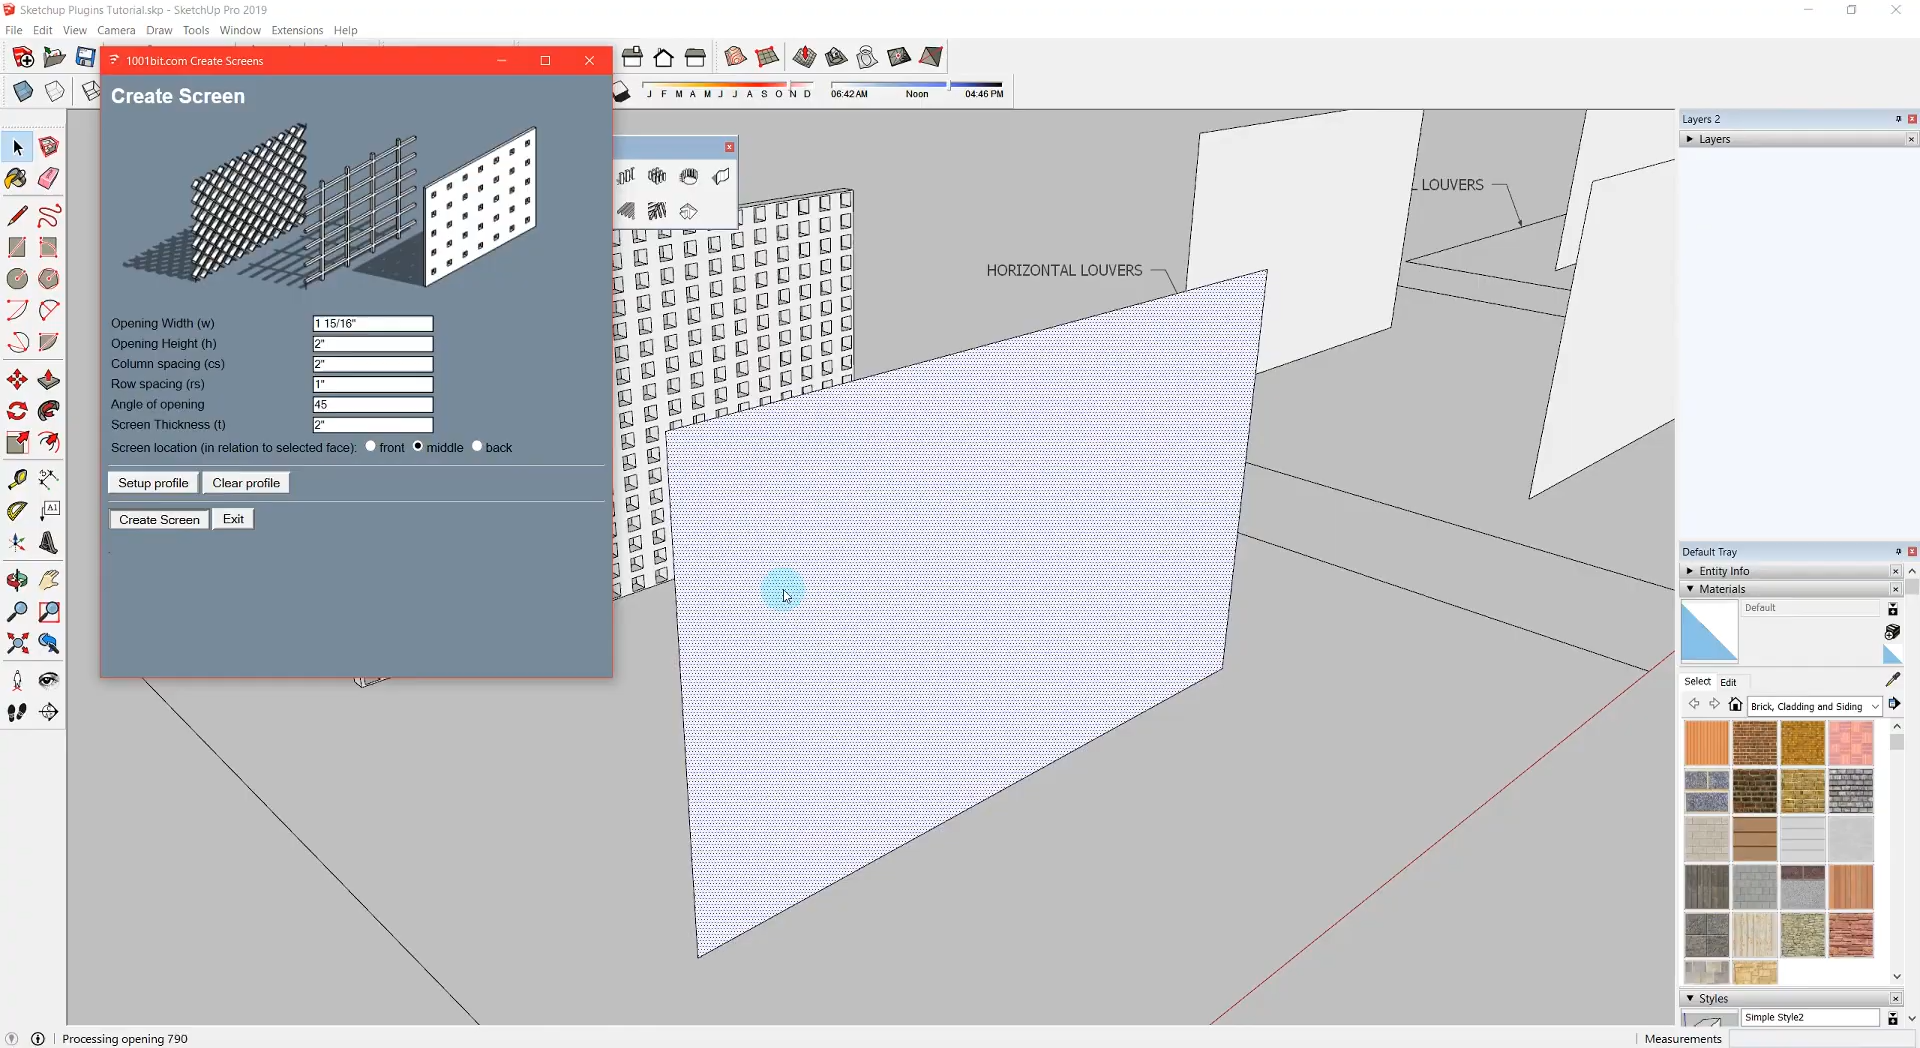 Sketchup Plugins Tutorial.skp - SketchUp Pro 2019
File Edit View Camera Draw Tools Window Extensions Help
1001bit.com Create Screens
J F M A M J J A S O N D
06:42 AM Noon 04:46 PM
Create Screen
Opening Width (w) 1 15/16"
Opening Height (h) 2"
Column spacing (cs) 2"
Row spacing (rs) 1"
Angle of opening 45
Screen Thickness (t) 2"
Screen location (in relation to selected face): front middle back
Setup profile Clear profile
Create Screen Exit
L LOUVERS
HORIZONTAL LOUVERS
A1
Layers 2
Layers
Default Tray
Entity Info
Materials
Default
Select Edit
Brick, Cladding and Siding
Styles
Simple Style2
Processing opening 790
Measurements